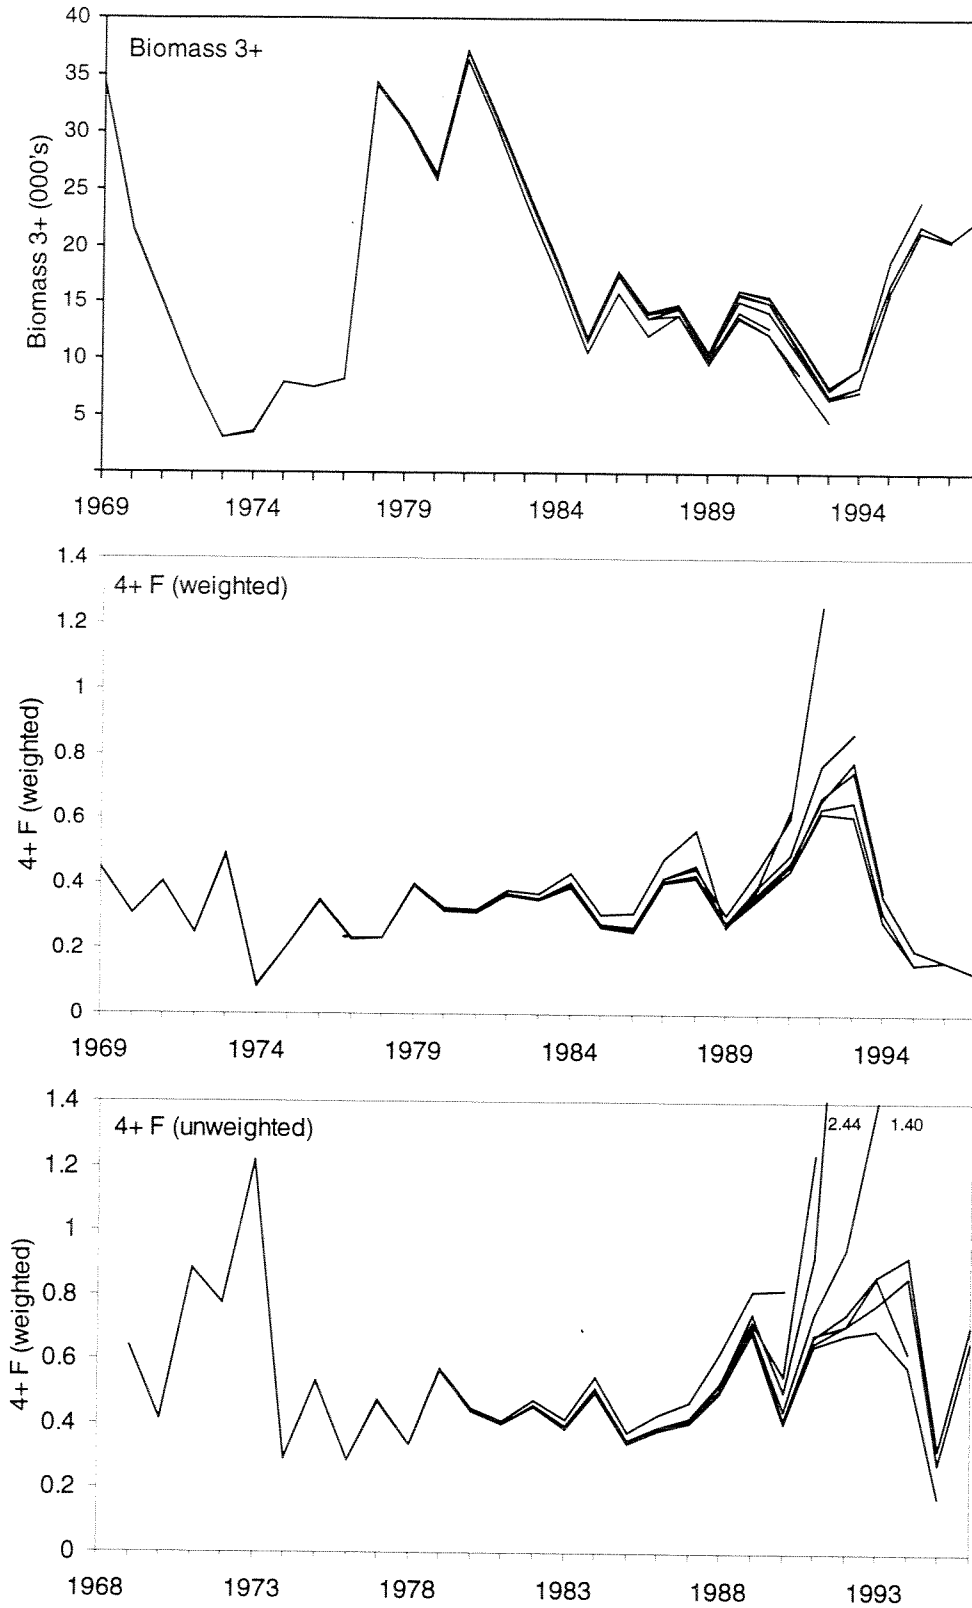 40
Biomass 3+
35
30
25
20
15
10
5
Biomass 3+ (000's)
1969 1974 1979 1984 1989 1994
1.4
4+ F (weighted)
1.2
1
0.8
0.6
0.4
0.2
0
4+ F (weighted)
1969 1974 1979 1984 1989 1994
1.4
4+ F (unweighted)
2.44 1.40
1.2
1
0.8
0.6
0.4
0.2
0
4+ F (weighted)
1968 1973 1978 1983 1988 1993